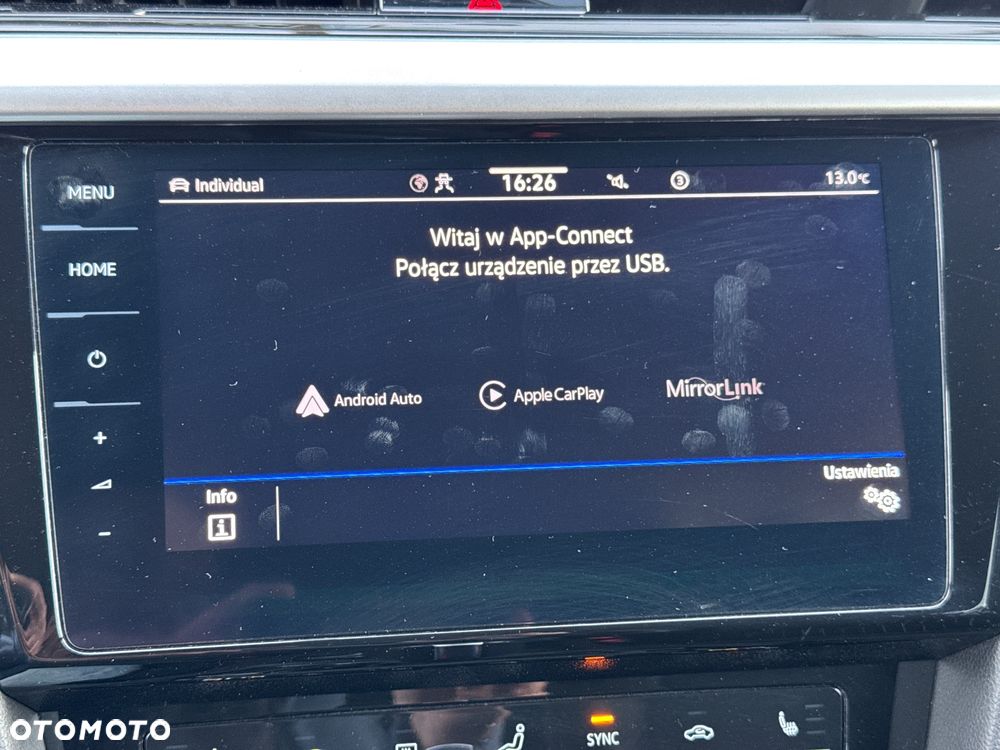 MENU
Individual
16:26
3
13.0°C
HOME
Witaj w App-Connect
Połącz urządzenie przez USB.
+
-
Android Auto
Apple CarPlay
MirrorLink
Info
i
Ustawienia
SYNC
OTOMOTO